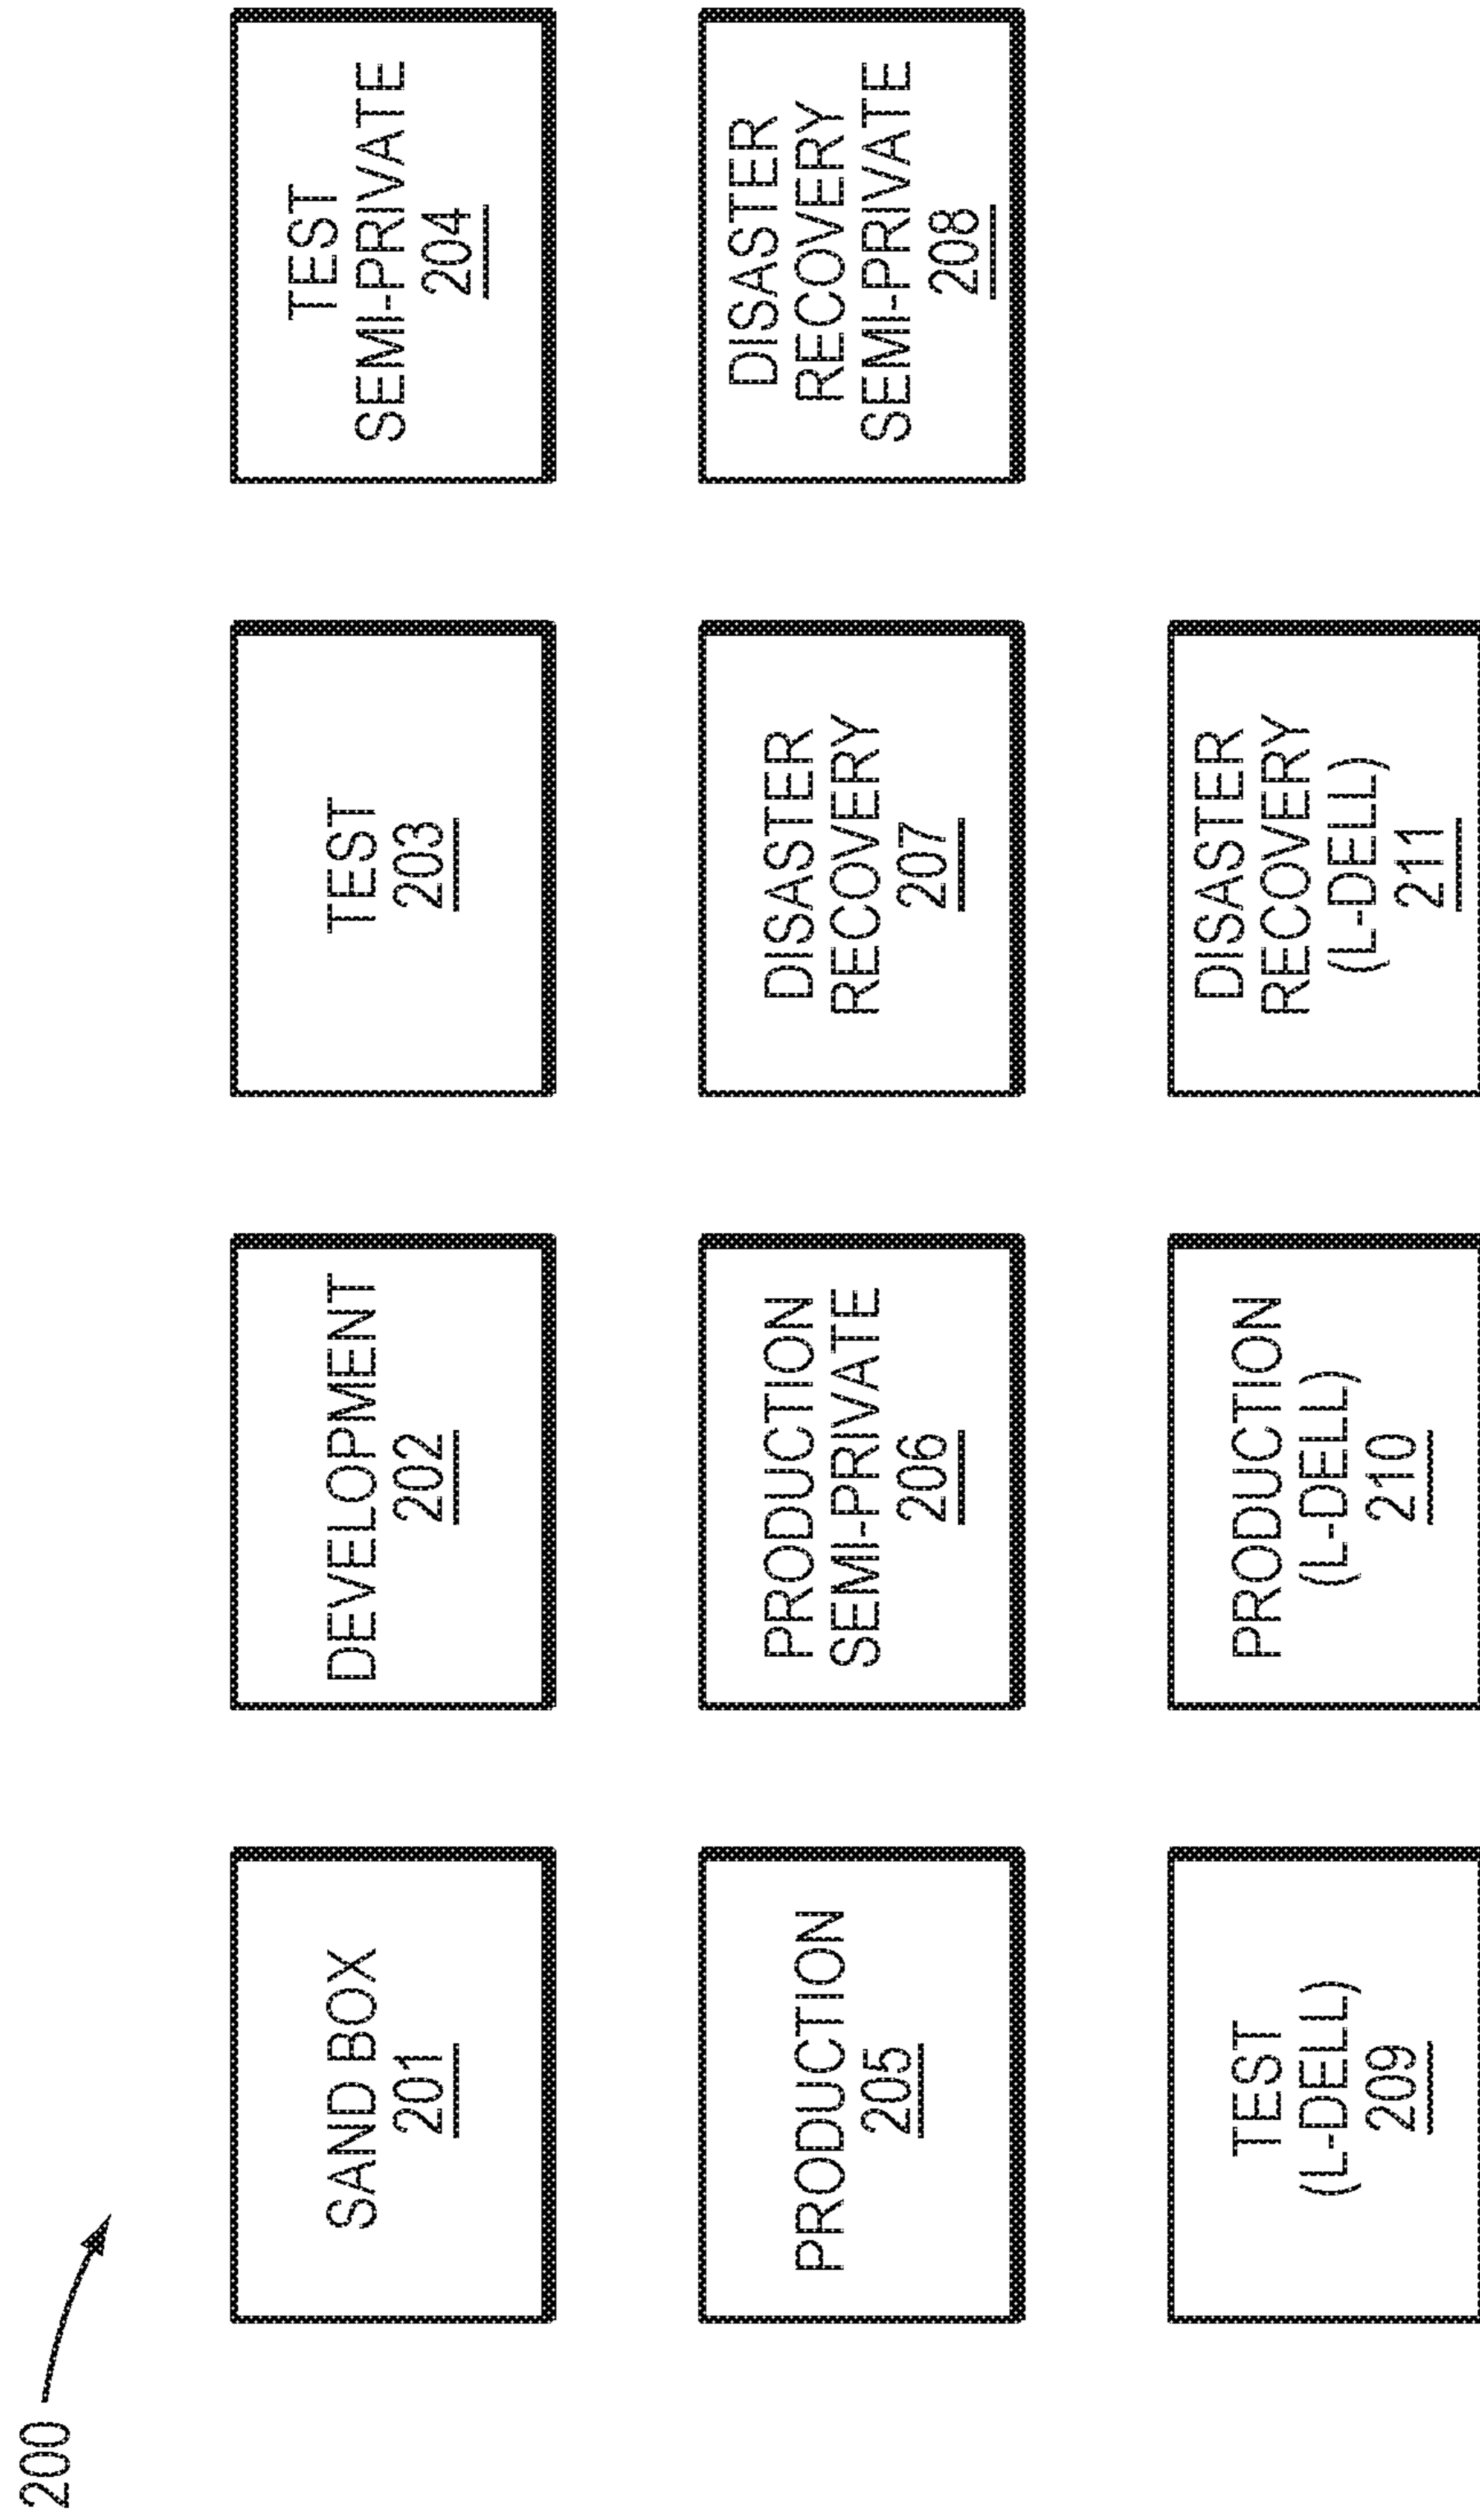 200
SAND BOX
201
DEVELOPMENT
202
TEST
203
TEST
SEMI-PRIVATE
204
PRODUCTION
205
PRODUCTION
SEMI-PRIVATE
206
DISASTER
RECOVERY
207
DISASTER
RECOVERY
SEMI-PRIVATE
208
TEST
(L-DELL)
209
PRODUCTION
(L-DELL)
210
DISASTER
RECOVERY
(L-DELL)
211